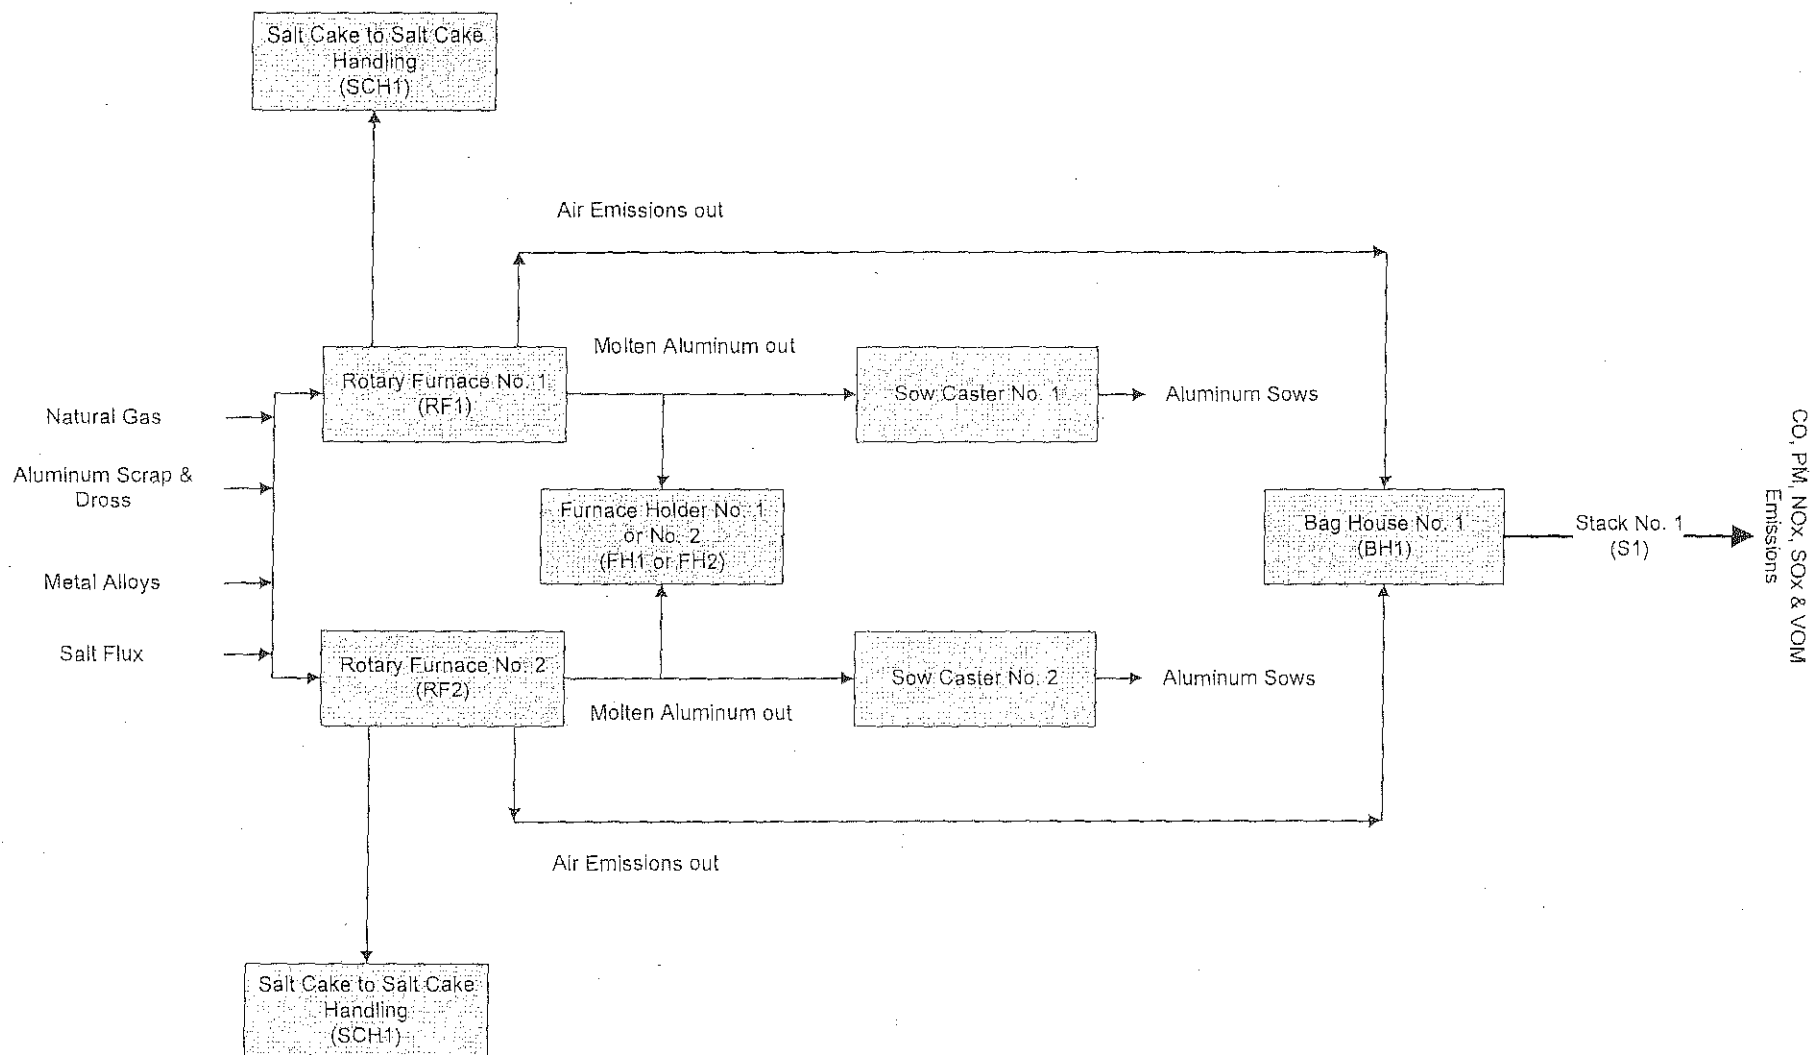 Salt Cake to Salt Cake
Handling
(SCH1)
Air Emissions out
Molten Aluminum out
Rotary Furnace No. 1
(RF1)
Sow Caster No. 1
Aluminum Sows
Natural Gas
Aluminum Scrap &
Dross
Metal Alloys
Salt Flux
Furnace Holder No. 1
or No. 2
(FH1 or FH2)
Bag House No. 1
(BH1)
Stack No. 1
(S1)
CO, PM, NOx, SOx & VOM
Emissions
Rotary Furnace No. 2
(RF2)
Sow Caster No. 2
Aluminum Sows
Molten Aluminum out
Air Emissions out
Salt Cake to Salt Cake
Handling
(SCH1)